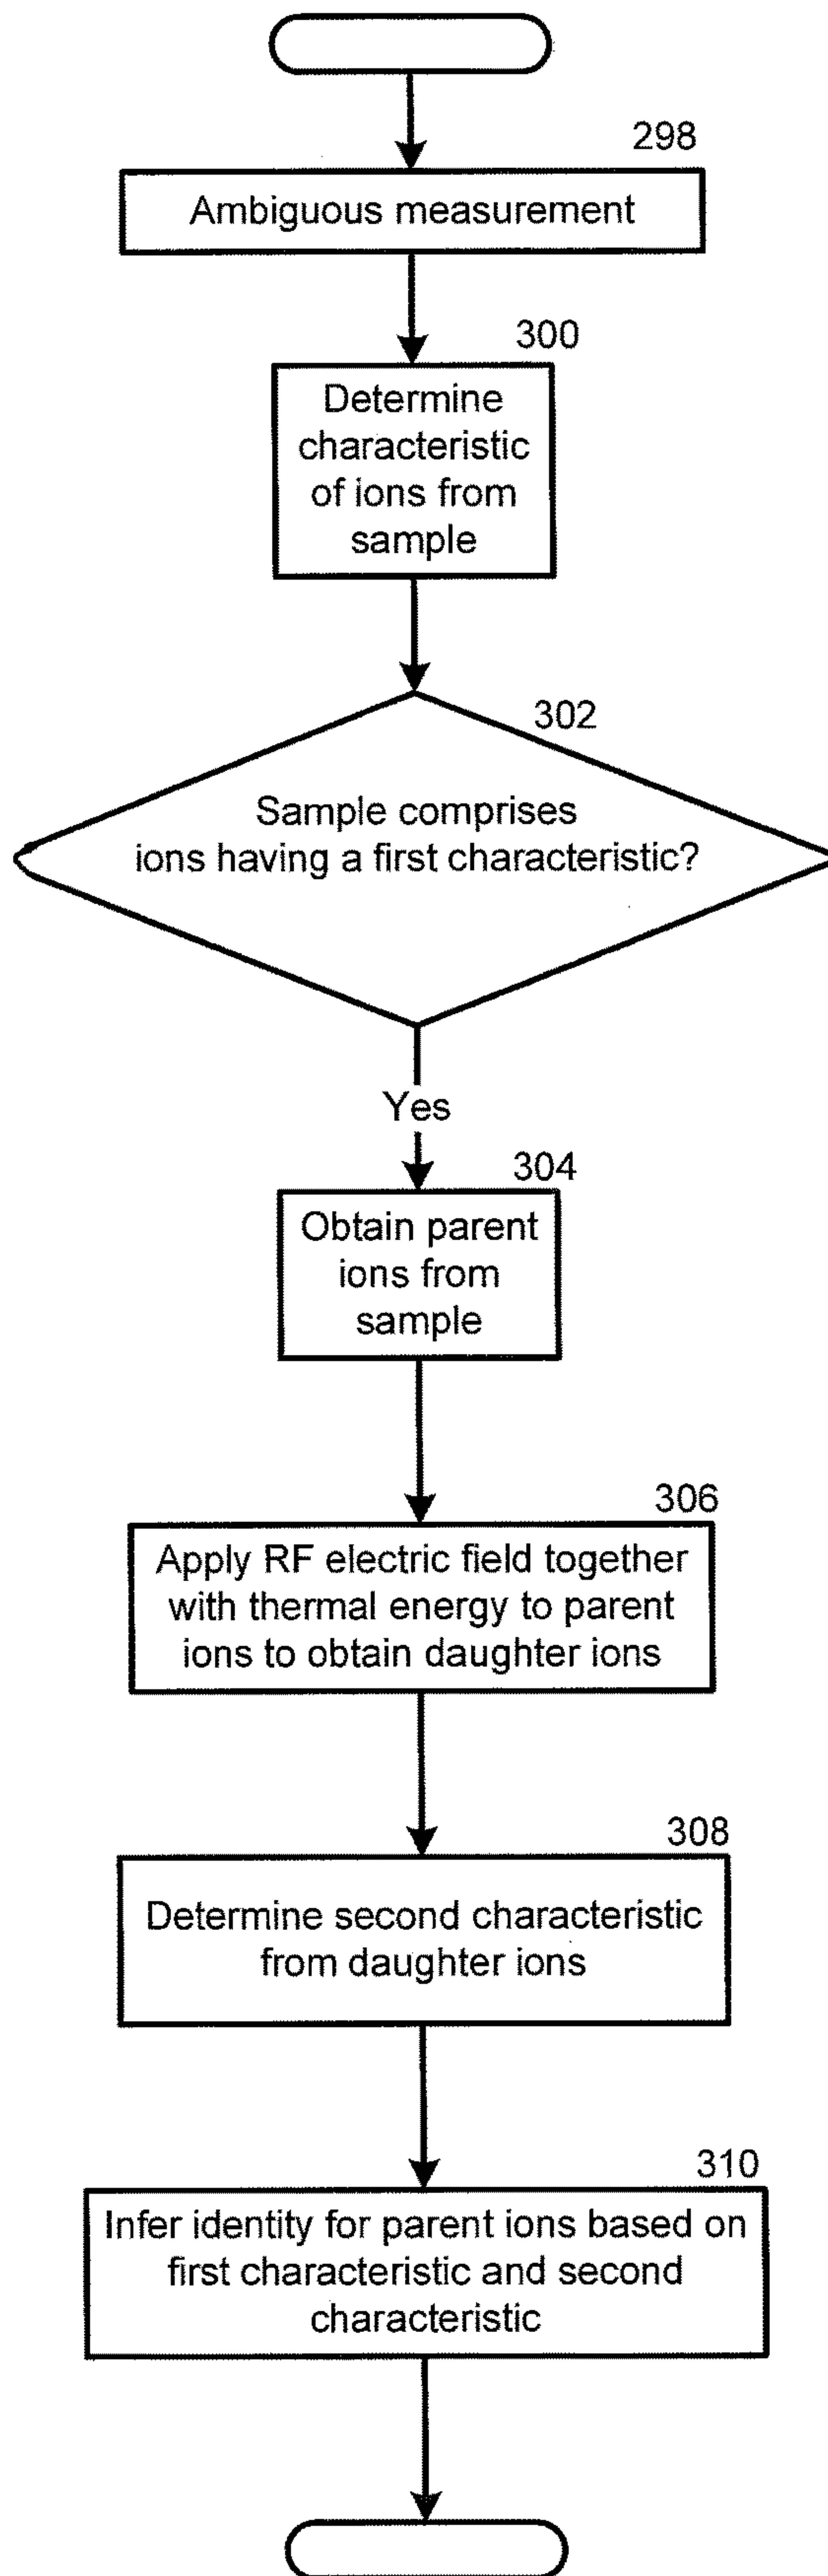 298
Ambiguous measurement
300
Determine
characteristic
of ions from
sample
302
Sample comprises
ions having a first characteristic?
Yes
304
Obtain parent
ions from
sample
306
Apply RF electric field together
with thermal energy to parent
ions to obtain daughter ions
308
Determine second characteristic
from daughter ions
310
Infer identity for parent ions based on
first characteristic and second
characteristic